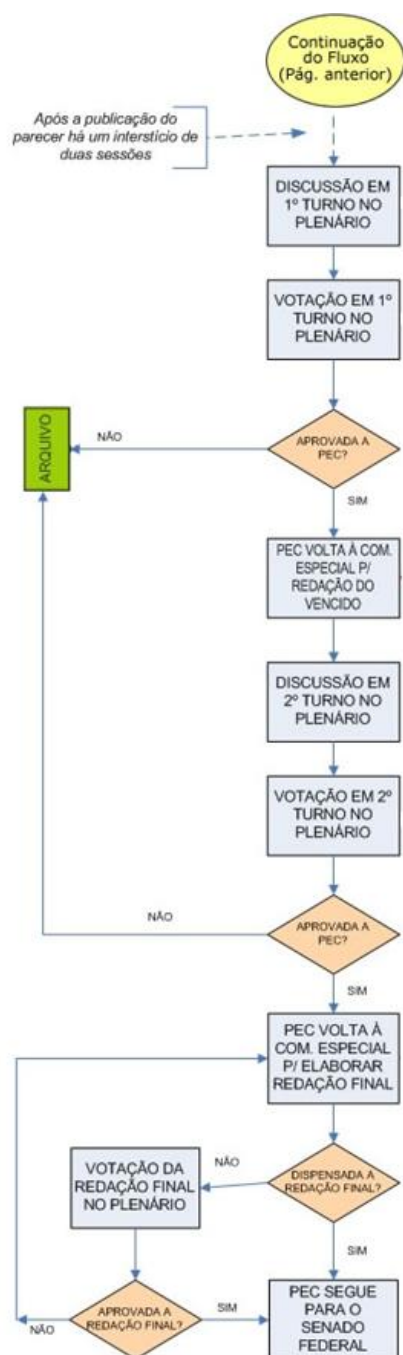 Continuação
do Fluxo
(Pág. anterior)
Após a publicação do
parecer há um interstício de
duas sessões
DISCUSSÃO EM
1º TURNO NO
PLENÁRIO
VOTAÇÃO EM 1º
TURNO NO
PLENÁRIO
ARQUIVO
NÃO
APROVADA A
PEC?
SIM
PEC VOLTA À COM.
ESPECIAL P/
REDAÇÃO DO
VENCIDO
DISCUSSÃO EM
2º TURNO NO
PLENÁRIO
VOTAÇÃO EM 2º
TURNO NO
PLENÁRIO
NÃO
APROVADA A
PEC?
SIM
PEC VOLTA À
COM. ESPECIAL
P/ ELABORAR
REDAÇÃO FINAL
VOTAÇÃO DA
REDAÇÃO FINAL
NO PLENÁRIO
NÃO
DISPENSADA A
REDAÇÃO FINAL?
SIM
NÃO
APROVADA A
REDAÇÃO FINAL?
SIM
PEC SEGUE
PARA O
SENADO
FEDERAL